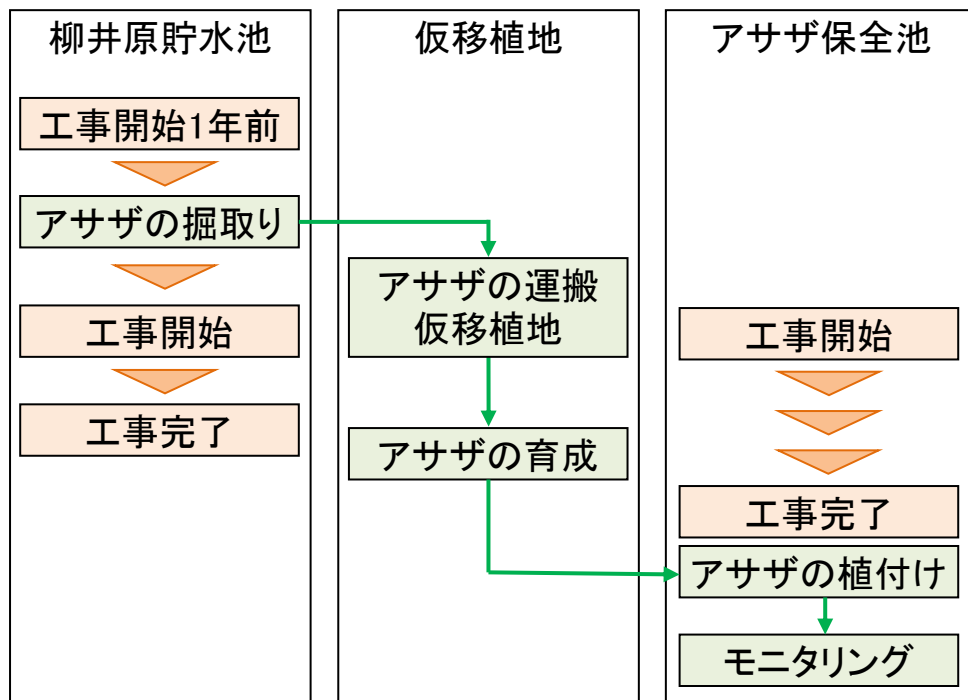 柳井原貯水池
工事開始1年前
アサザの掘取り
工事開始
工事完了
仮移植地
アサザの運搬
仮移植地
アサザの育成
アサザ保全池
工事開始
工事完了
アサザの植付け
モニタリング